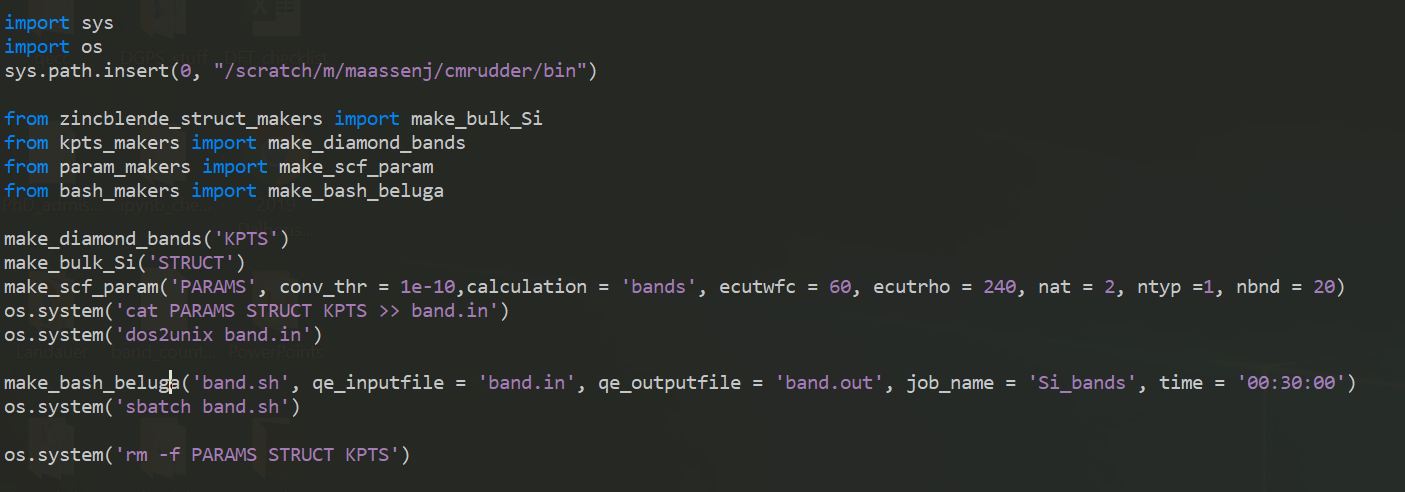 import sys
import os
sys.path.insert(0, "/scratch/m/maassenj/cmrudder/bin")
from zincblende_struct_makers import make_bulk_Si
from kpts_makers import make_diamond_bands
from param_makers import make_scf_param
from bash_makers import make_bash_beluga
make_diamond_bands('KPTS')
make_bulk_Si('STRUCT')
make_scf_param('PARAMS', conv_thr = 1e-10,calculation = 'bands', ecutwfc = 60, ecutrho = 240, nat = 2, ntyp =1, nbnd = 20)
os.system('cat PARAMS STRUCT KPTS >> band.in')
os.system('dos2unix band.in')
make_bash_beluga('band.sh', qe_inputfile = 'band.in', qe_outputfile = 'band.out', job_name = 'Si_bands', time = '00:30:00')
os.system('sbatch band.sh')
os.system('rm -f PARAMS STRUCT KPTS')